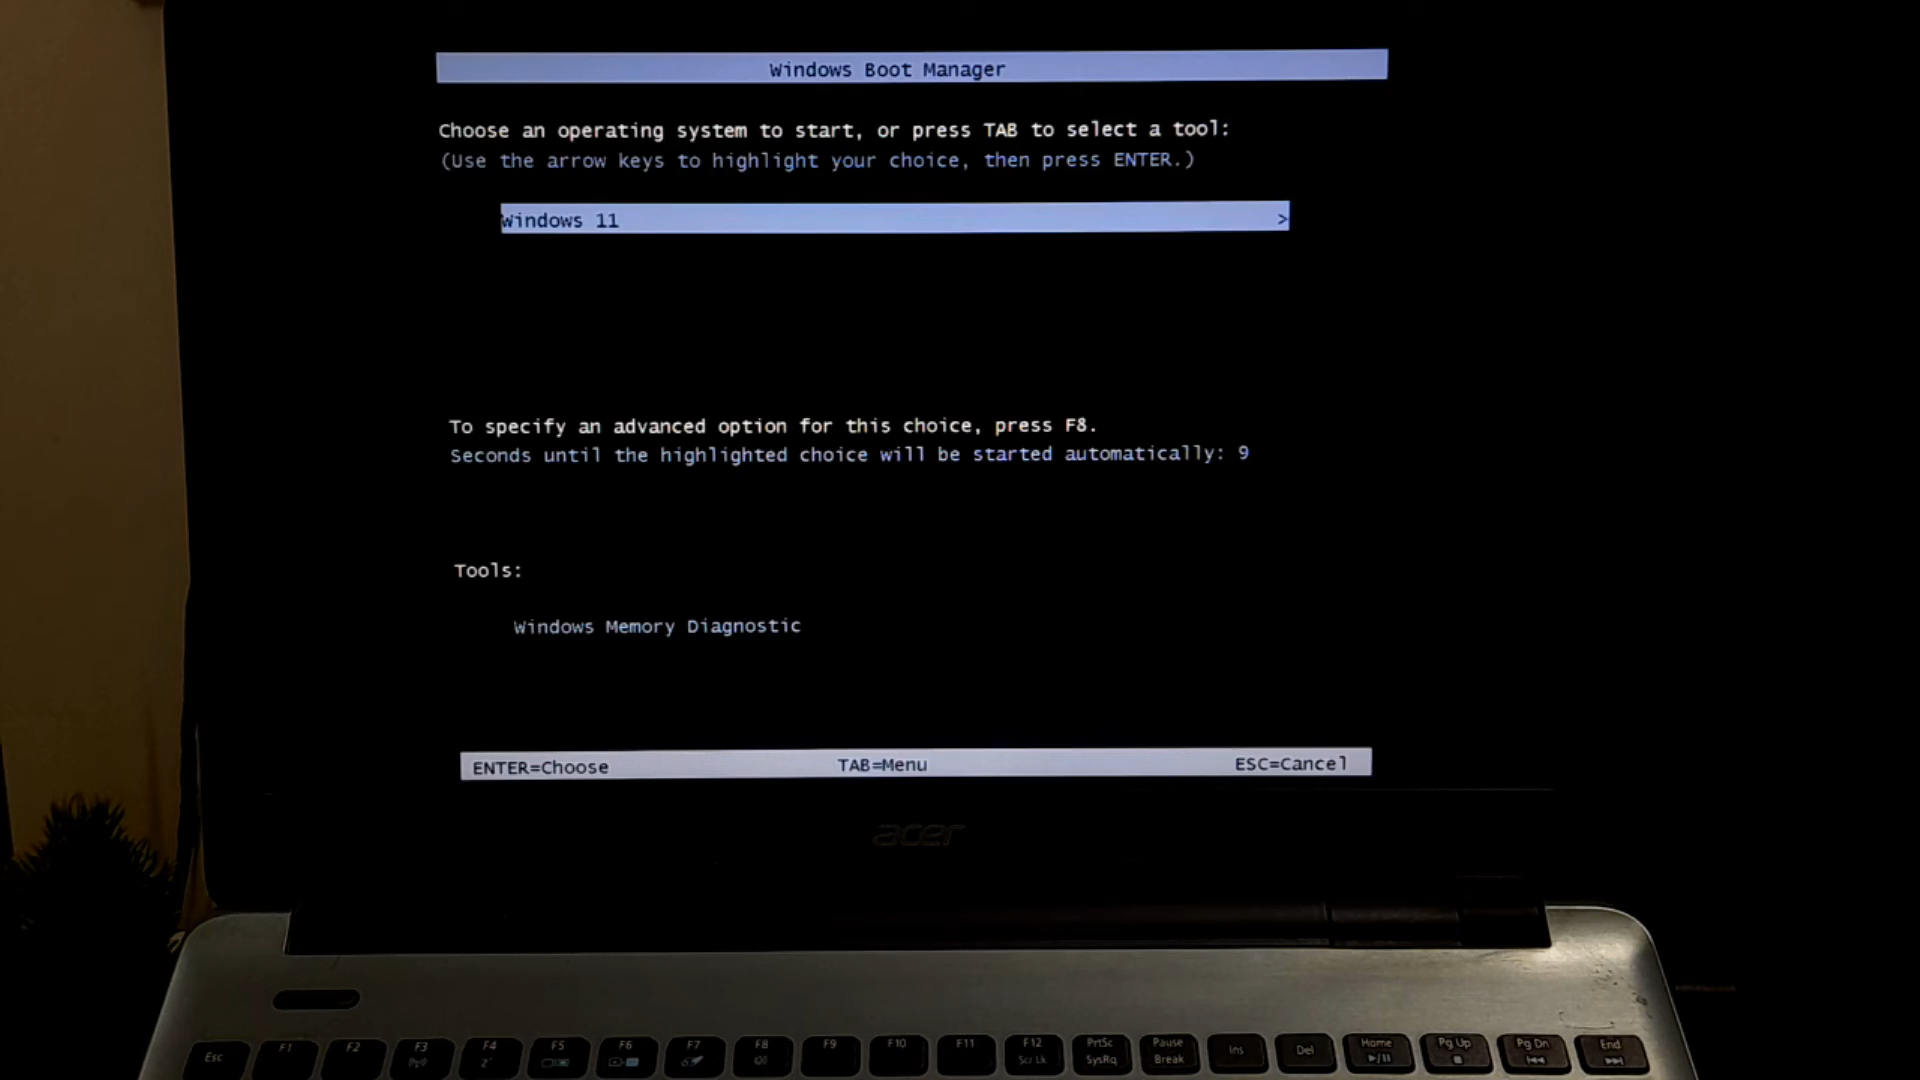 Windows Boot Manager
Choose an operating system to start, or press TAB to select a tool:
(Use the arrow keys to highlight your choice, then press ENTER.)
Windows 11 >
To specify an advanced option for this choice, press F8.
Seconds until the highlighted choice will be started automatically: 9
Tools:
Windows Memory Diagnostic
ENTER=Choose TAB=Menu ESC=Cancel
acer
Esc F1 F2 F3 F4 F5 F6 F7 F8 F9 F10 F11 F12 PrtSc Pause Ins Del Home Pg Up Pg Dn End
Scr Lk SysRq Break